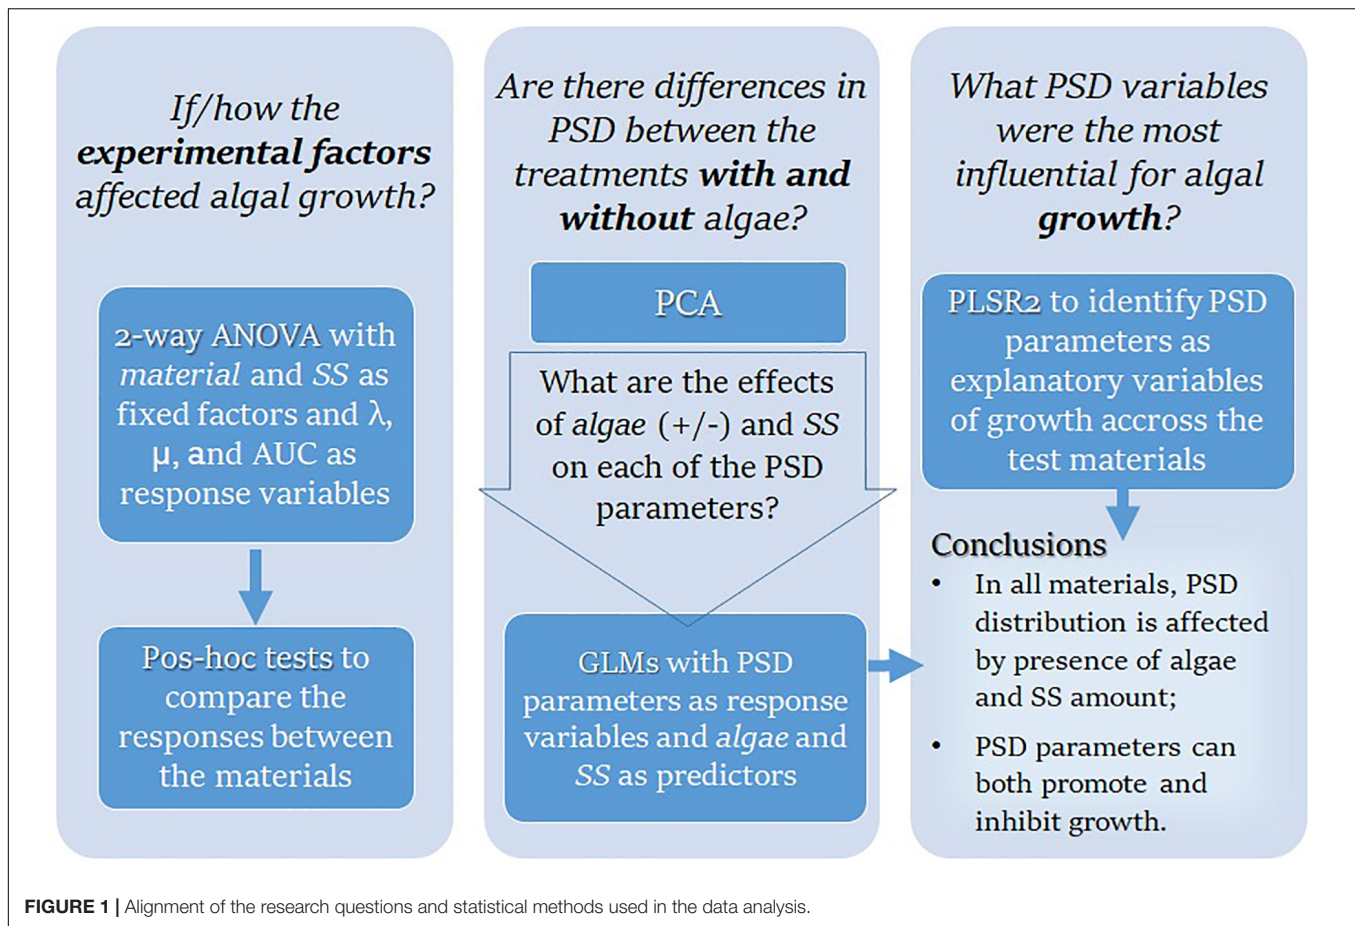 If/how the
experimental factors
affected algal growth?
2-way ANOVA with
material and SS as
fixed factors and λ,
μ, and AUC as
response variables
Pos-hoc tests to
compare the
responses between
the materials
Are there differences in
PSD between the
treatments with and
without algae?
PCA
What are the effects
of algae (+/-) and SS
on each of the PSD
parameters?
GLMs with PSD
parameters as response
variables and algae and
SS as predictors
What PSD variables
were the most
influential for algal
growth?
PLSR2 to identify PSD
parameters as
explanatory variables
of growth accross the
test materials
Conclusions
• In all materials, PSD
distribution is affected
by presence of algae
and SS amount;
• PSD parameters can
both promote and
inhibit growth.
FIGURE 1 | Alignment of the research questions and statistical methods used in the data analysis.